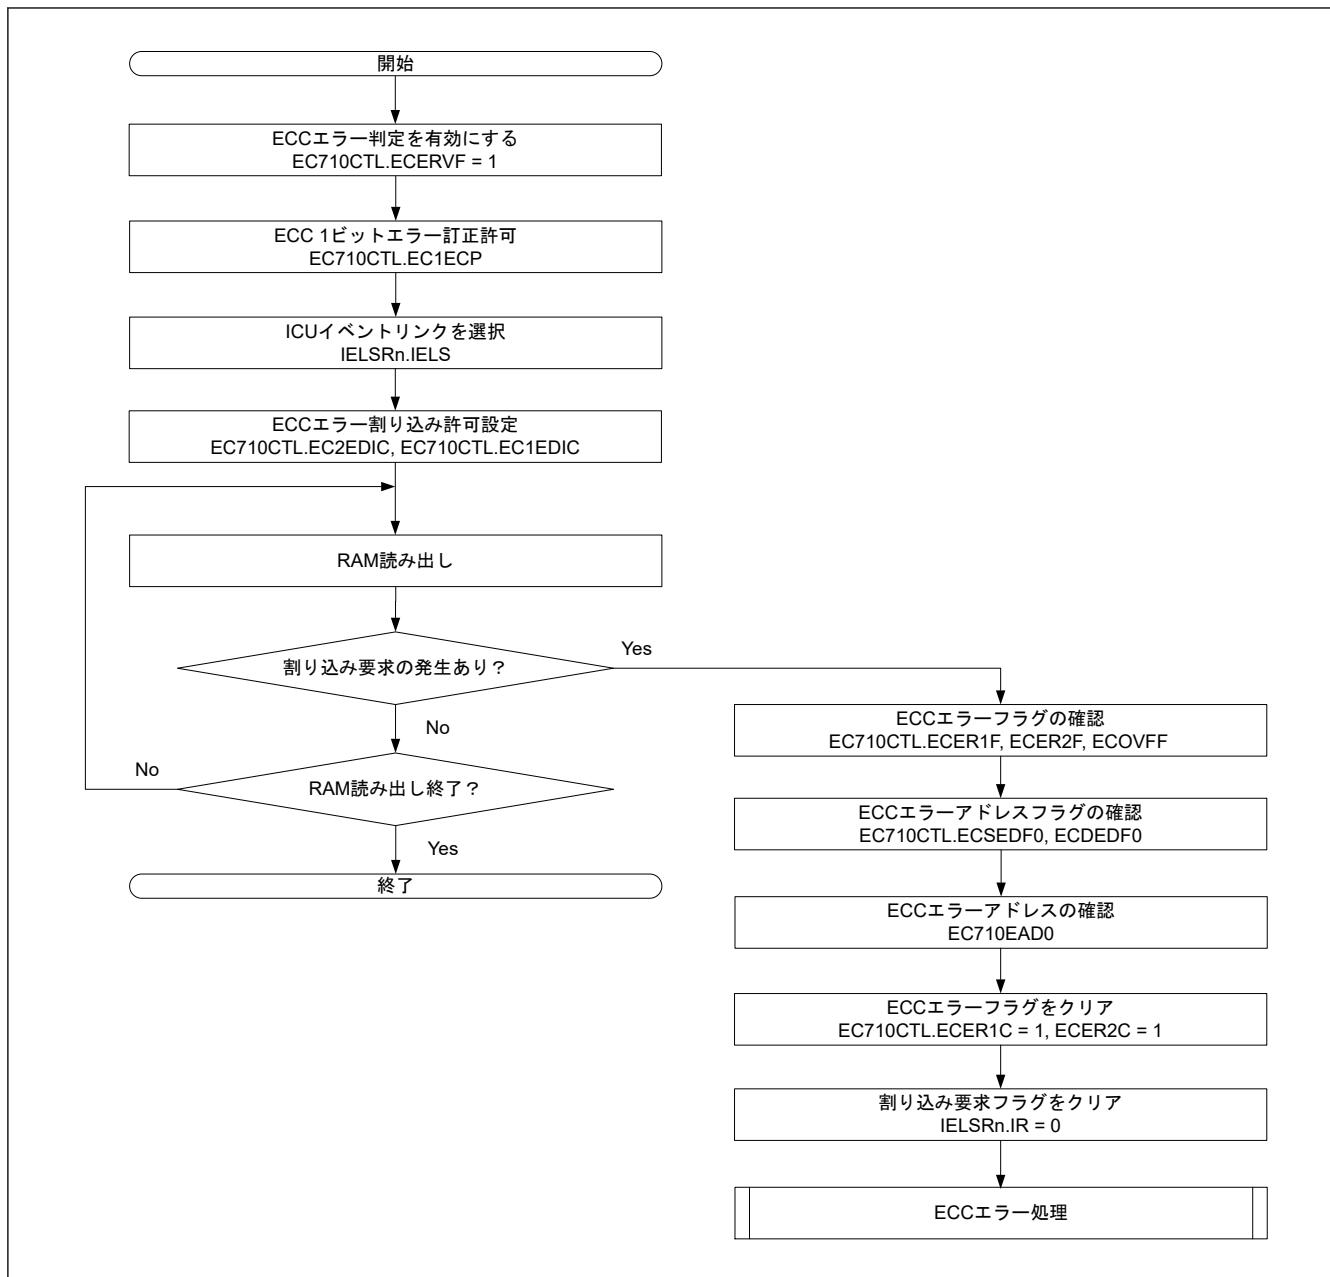 開始
ECCエラー判定を有効にする
EC710CTL.ECERVF = 1
ECC 1ビットエラー訂正許可
EC710CTL.EC1ECP
ICUイベントリンクを選択
IELSRn.IELS
ECCエラー割り込み許可設定
EC710CTL.EC2EDIC, EC710CTL.EC1EDIC
RAM読み出し
割り込み要求の発生あり？
Yes
No
RAM読み出し終了？
No
Yes
終了
ECCエラーフラグの確認
EC710CTL.ECER1F, ECER2F, ECOVFF
ECCエラーアドレスフラグの確認
EC710CTL.ECSEDF0, ECDEDF0
ECCエラーアドレスの確認
EC710EAD0
ECCエラーフラグをクリア
EC710CTL.ECER1C = 1, ECER2C = 1
割り込み要求フラグをクリア
IELSRn.IR = 0
ECCエラー処理